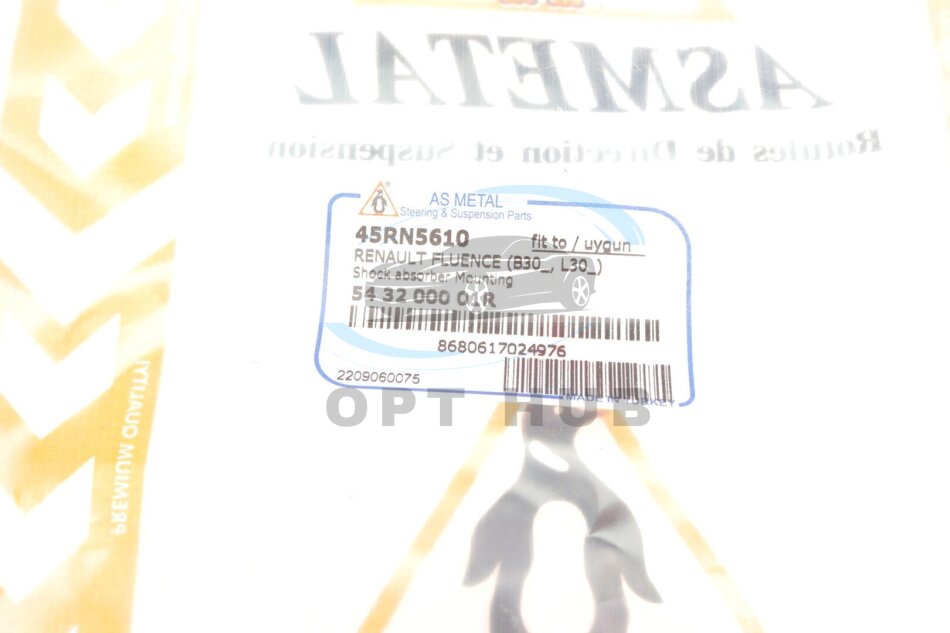 ASMETAL
Rotules de Direction et Suspension
AS METAL
Steering & Suspension Parts
45RN5610 fit to / uygun
RENAULT FLUENCE (B30_, L30_)
Shock absorber Mounting
54 32 000 01R
8680617024976
2209060075
MADE IN TURKEY
OPT HUB
PREMIUM QUALITY